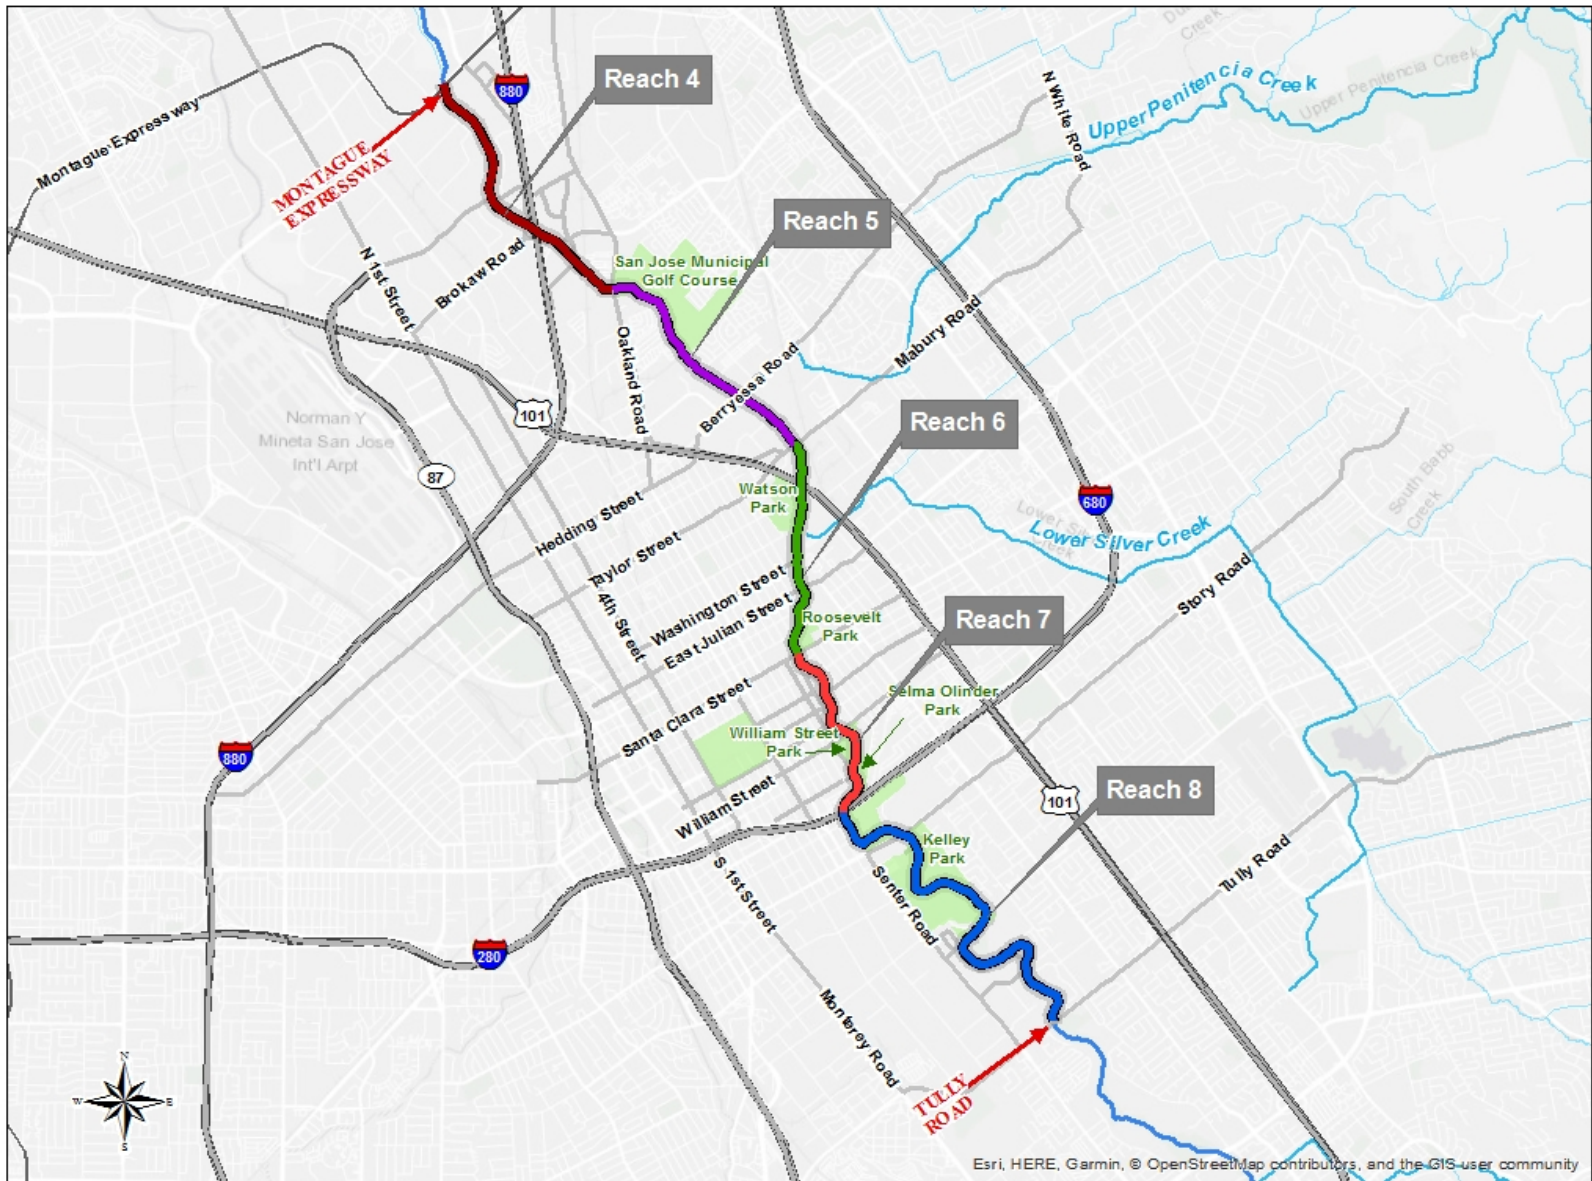 Reach 4
880
Montague Expressway
MONTAGUE
EXPRESSWAY
N White Road
Upper Penitencia Creek
Upper Penitencia Creek
Creek
Reach 5
San Jose Municipal
Golf Course
N 1st Street
Brokaw Road
Oakland Road
Berryessa Road
Mabury Road
101
Norman Y
Mineta San Jose
Int'l Arpt
87
Reach 6
Watson
Park
680
South Babb
Creek
Lower Silver Creek
Hedding Street
Taylor Street
4th Street
Washington Street
East Julian Street
Story Road
Roosevelt
Park
Reach 7
Selma Olinder
Park
Santa Clara Street
William Street
Park
880
William Street
Reach 8
101
Kelley
Park
Tully Road
S 1st Street
Senter Road
280
Monterey Road
TULLY
ROAD
N
W
E
S
Esri, HERE, Garmin, © OpenStreetMap contributors, and the GIS user community